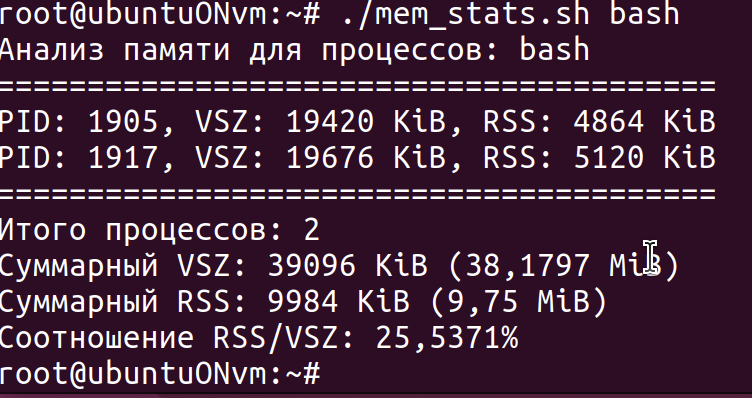 root@ubuntuONvm:~# ./mem_stats.sh bash
Анализ памяти для процессов: bash
========================================
PID: 1905, VSZ: 19420 KiB, RSS: 4864 KiB
PID: 1917, VSZ: 19676 KiB, RSS: 5120 KiB
========================================
Итого процессов: 2
Суммарный VSZ: 39096 KiB (38,1797 MiB)
Суммарный RSS: 9984 KiB (9,75 MiB)
Соотношение RSS/VSZ: 25,5371%
root@ubuntuONvm:~#